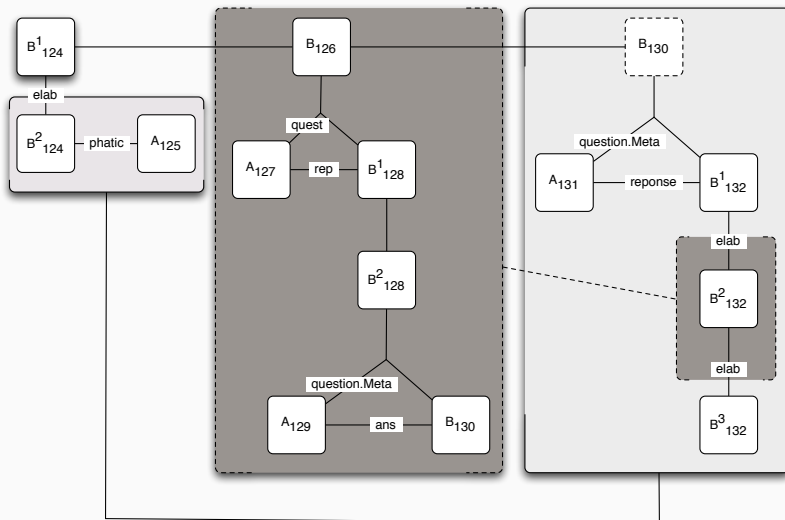 B¹₁₂₄
B₁₂₆
B₁₃₀
elab
B²₁₂₄
phatic
A₁₂₅
quest
A₁₂₇
rep
B¹₁₂₈
question.Meta
A₁₃₁
reponse
B¹₁₃₂
elab
B²₁₂₈
B²₁₃₂
elab
question.Meta
A₁₂₉
ans
B₁₃₀
B³₁₃₂